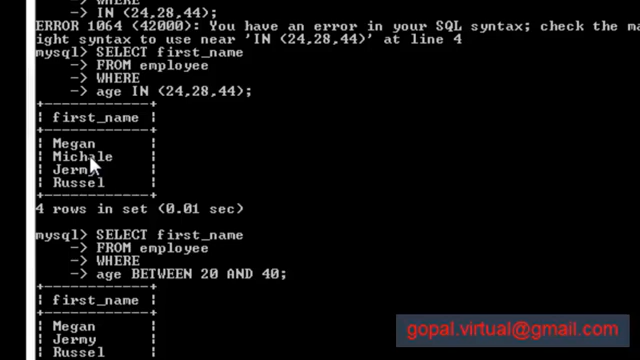 -> WHERE
-> IN (24,28,44);
ERROR 1064 (42000): You have an error in your SQL syntax; check the ma
ight syntax to use near 'IN (24,28,44)' at line 4
mysql> SELECT first_name
-> FROM employee
-> WHERE
-> age IN (24,28,44);
+------------+
| first_name |
+------------+
| Megan |
| Michale |
| Jermy |
| Russel |
+------------+
4 rows in set (0.01 sec)
mysql> SELECT first_name
-> FROM employee
-> WHERE
-> age BETWEEN 20 AND 40;
+------------+
| first_name |
+------------+
| Megan |
| Jermy |
| Russel |
gopal.virtual@gmail.com